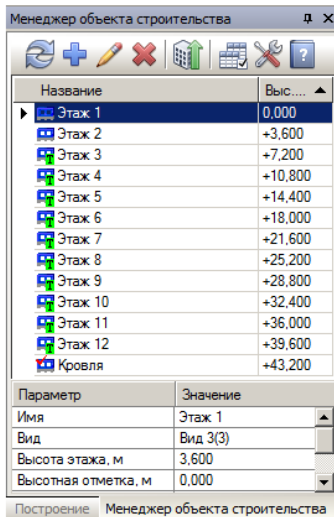 Менеджер объекта строительства
Название Выс....
Этаж 1 0,000
Этаж 2 +3,600
Этаж 3 +7,200
Этаж 4 +10,800
Этаж 5 +14,400
Этаж 6 +18,000
Этаж 7 +21,600
Этаж 8 +25,200
Этаж 9 +28,800
Этаж 10 +32,400
Этаж 11 +36,000
Этаж 12 +39,600
Кровля +43,200
Параметр Значение
Имя Этаж 1
Вид Вид 3(3)
Высота этажа, м 3,600
Высотная отметка, м 0,000
Построение Менеджер объекта строительства